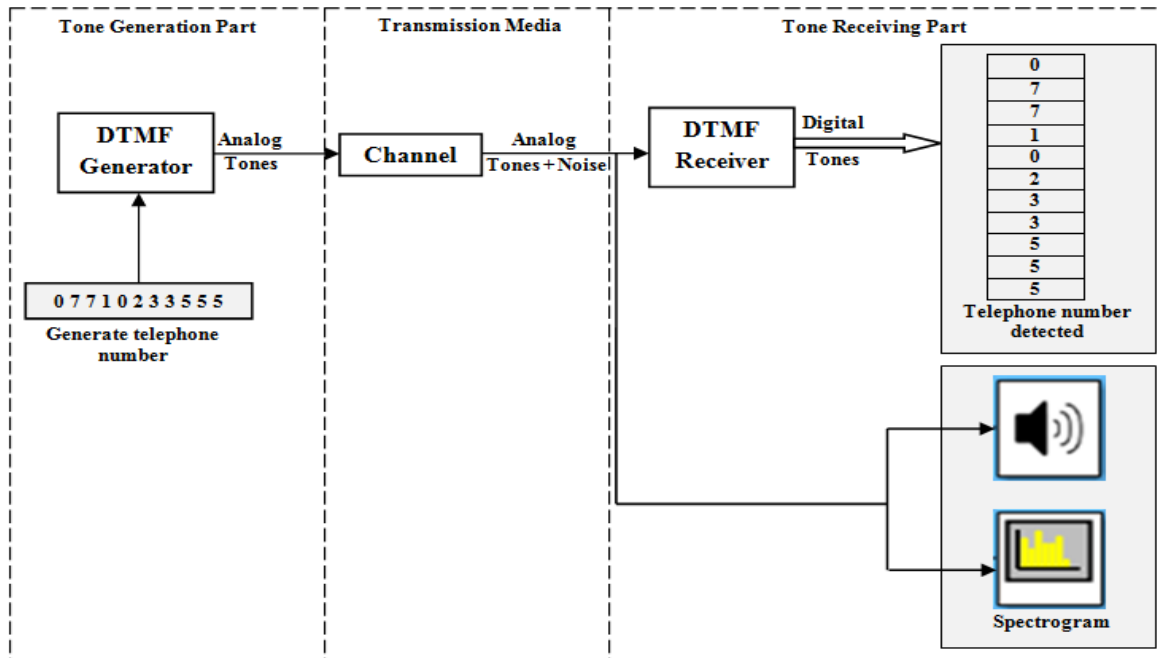 Tone Generation Part
Transmission Media
Tone Receiving Part
DTMF
Generator
Analog
Tones
Channel
Analog
Tones + Noise
DTMF
Receiver
Digital
Tones
0
7
7
1
0
2
3
3
5
5
5
Telephone number
detected
0 7 7 1 0 2 3 3 5 5 5
Generate telephone
number
Spectrogram